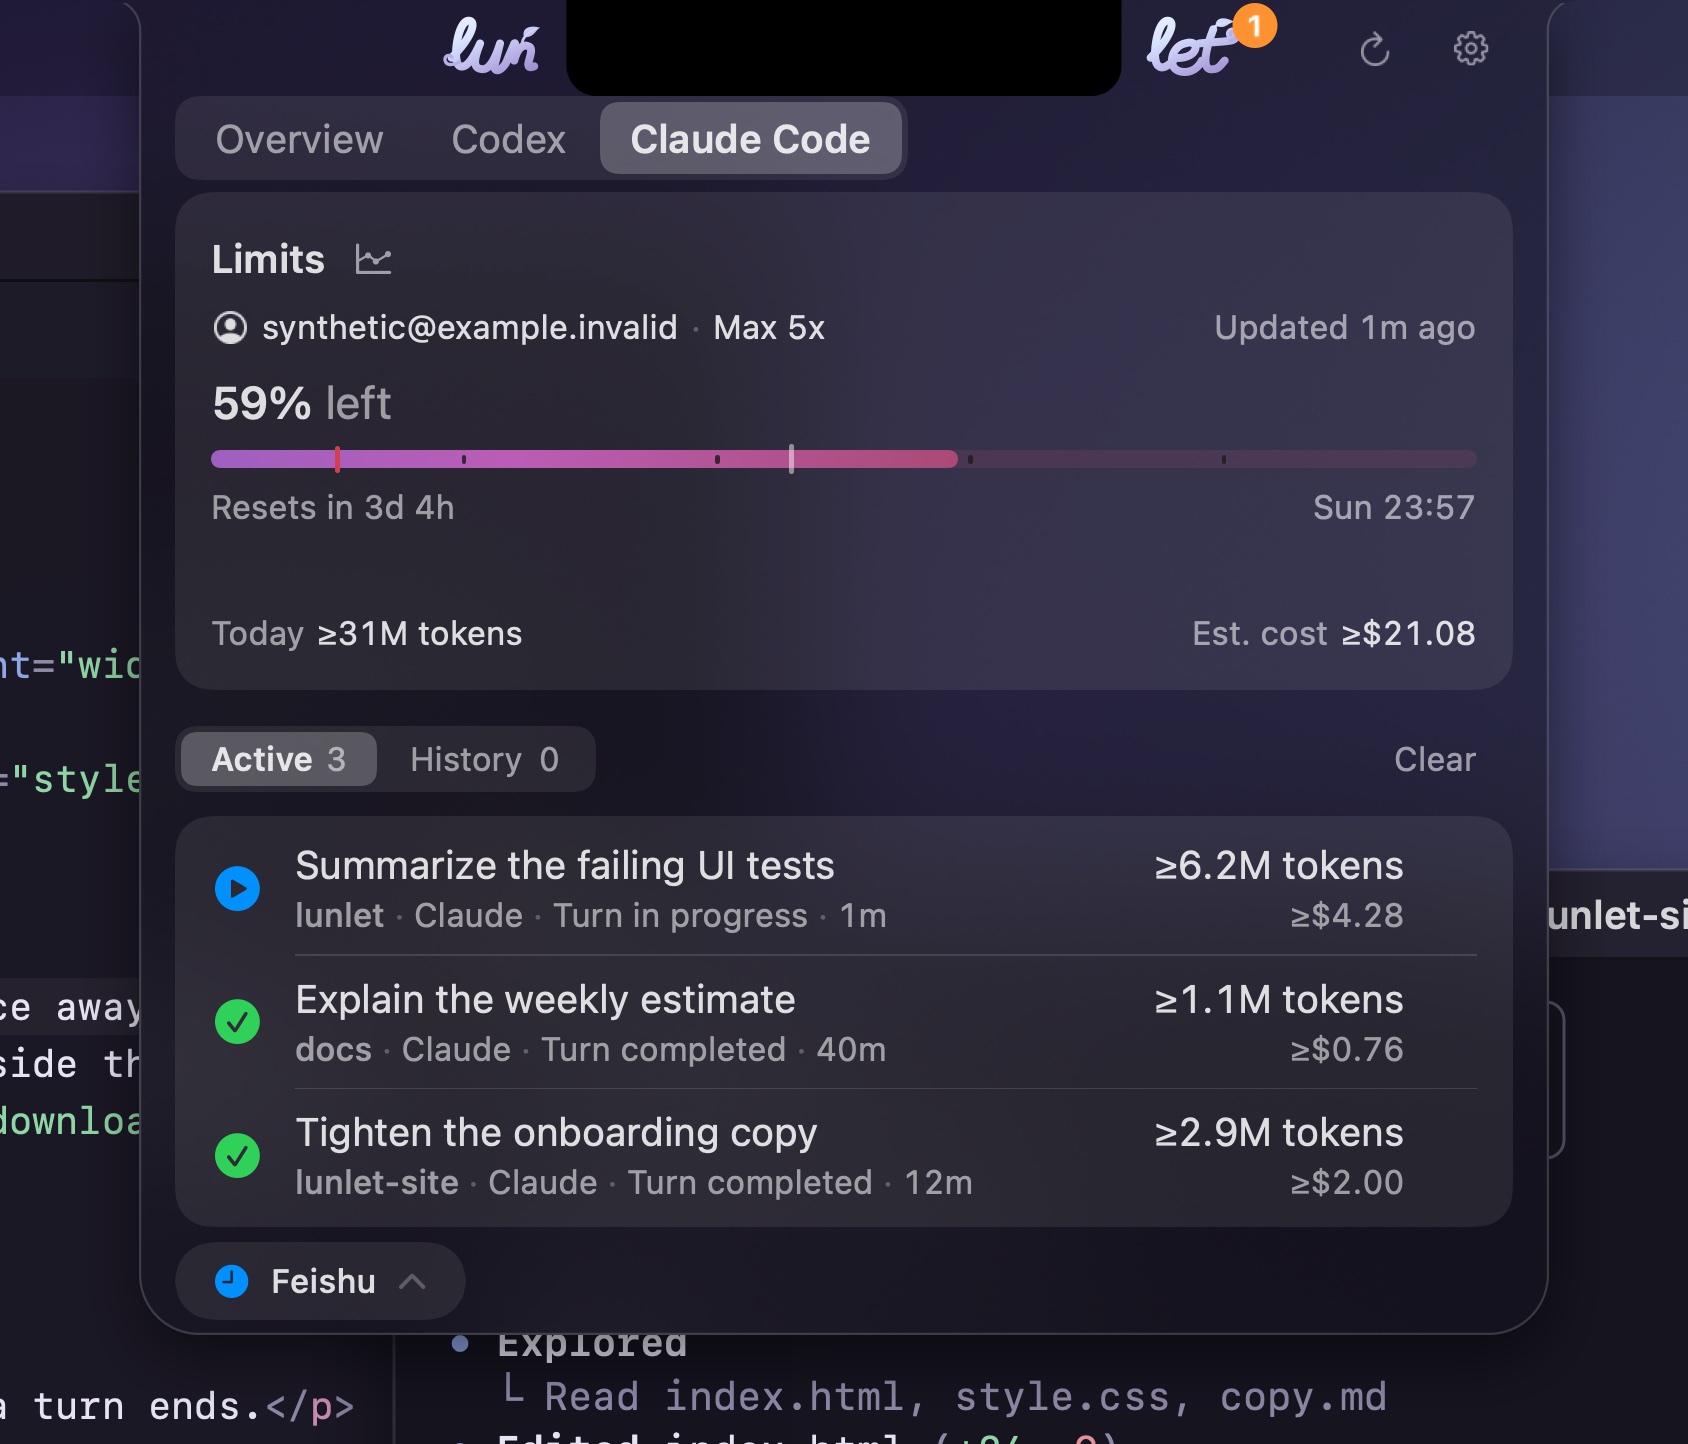 lun
let
1
Overview
Codex
Claude Code
Limits
synthetic@example.invalid · Max 5x
Updated 1m ago
59% left
Resets in 3d 4h
Sun 23:57
Today ≥31M tokens
Est. cost ≥$21.08
Active 3
History 0
Clear
Summarize the failing UI tests
≥6.2M tokens
lunlet · Claude · Turn in progress · 1m
≥$4.28
Explain the weekly estimate
≥1.1M tokens
docs · Claude · Turn completed · 40m
≥$0.76
Tighten the onboarding copy
≥2.9M tokens
lunlet-site · Claude · Turn completed · 12m
≥$2.00
Feishu
nt="wid
="style
ce away
side th
downloa
a turn ends.</p>
unlet-si
Explored
└ Read index.html, style.css, copy.md
Edited index.html